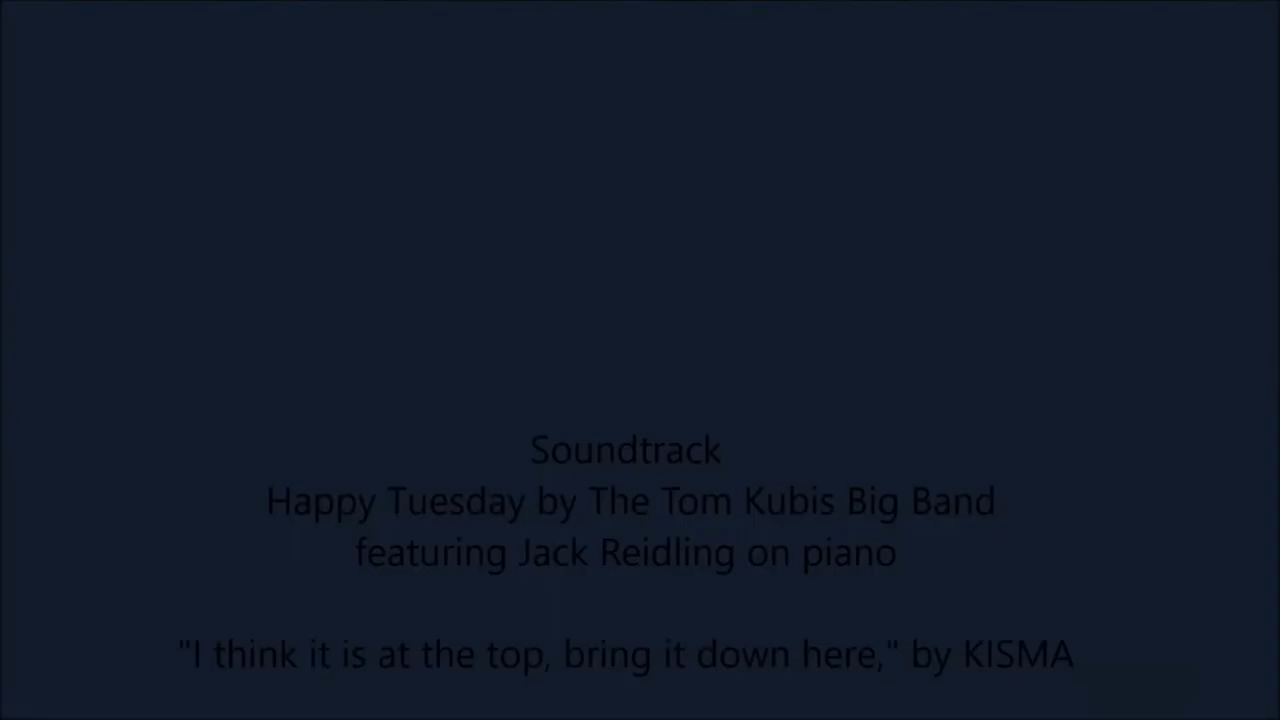 Soundtrack
Happy Tuesday by The Tom Kubis Big Band
featuring Jack Reidling on piano
"I think it is at the top, bring it down here," by KISMA